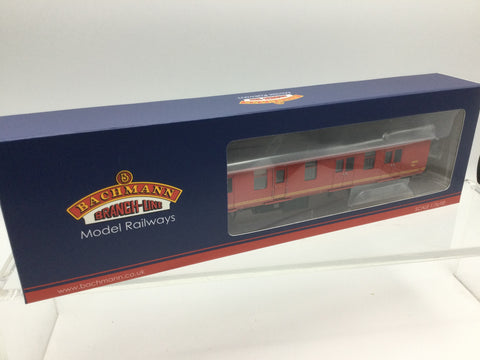 BACHMANN
BRANCH-LINE
Model Railways
www.bachmann.co.uk